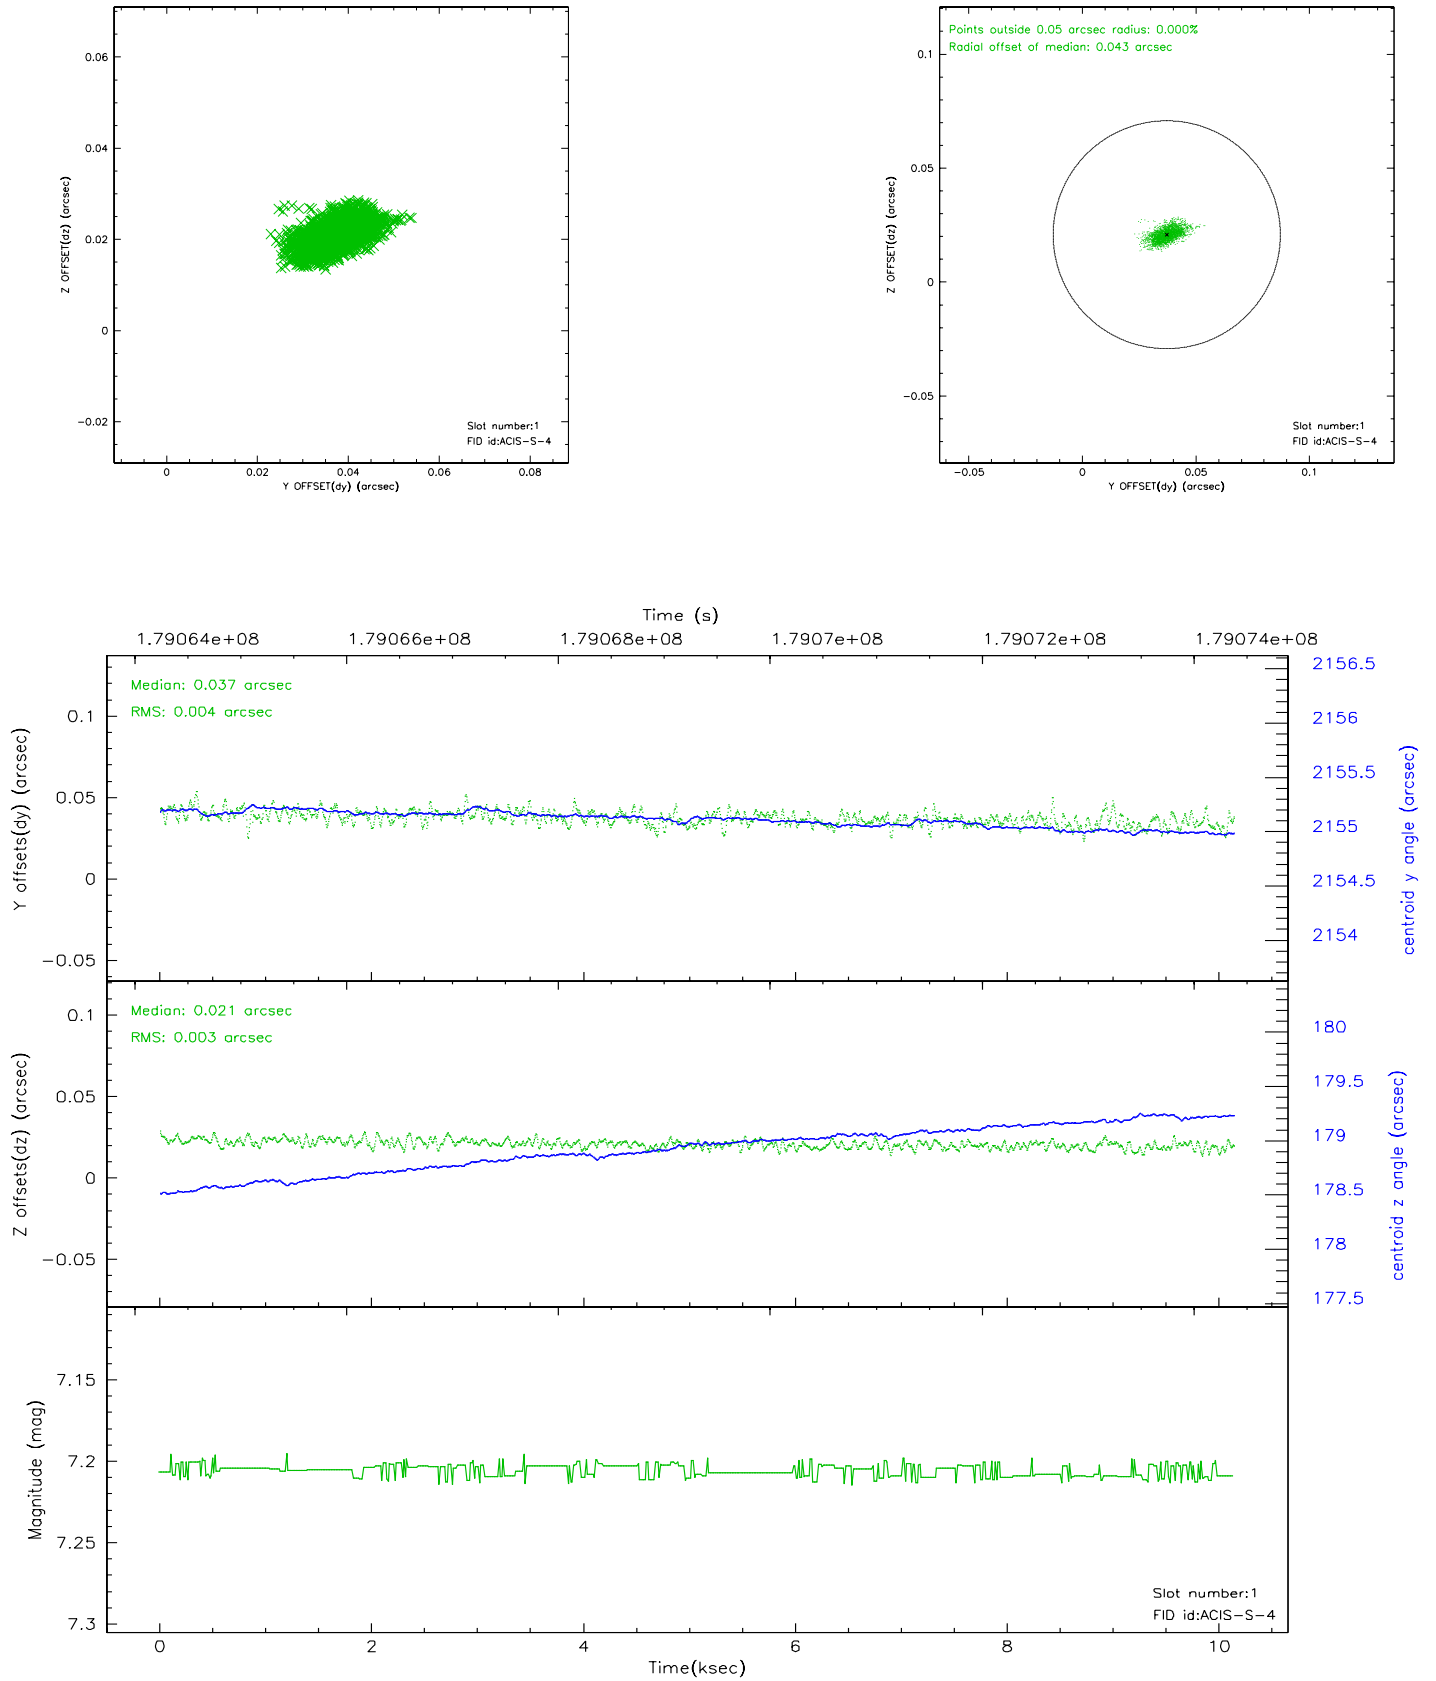 0.06
0.04
0.02
0
−0.02
Z OFFSET(dz) (arcsec)
Slot number:1
FID id:ACIS−S−4
0 0.02 0.04 0.06 0.08
Y OFFSET(dy) (arcsec)
Points outside 0.05 arcsec radius: 0.000%
Radial offset of median: 0.043 arcsec
0.1
0.05
0
−0.05
Z OFFSET(dz) (arcsec)
Slot number:1
FID id:ACIS−S−4
−0.05 0 0.05 0.1
Y OFFSET(dy) (arcsec)
Time (s)
1.79064e+08 1.79066e+08 1.79068e+08 1.7907e+08 1.79072e+08 1.79074e+08
Median: 0.037 arcsec
RMS: 0.004 arcsec
0.1
0.05
0
−0.05
Y offsets(dy) (arcsec)
2156.5
2156
2155.5
2155
2154.5
2154
centroid y angle (arcsec)
Median: 0.021 arcsec
RMS: 0.003 arcsec
0.1
0.05
0
−0.05
Z offsets(dz) (arcsec)
180
179.5
179
178.5
178
177.5
centroid z angle (arcsec)
7.15
7.2
7.25
7.3
Magnitude (mag)
Slot number:1
FID id:ACIS−S−4
0 2 4 6 8 10
Time(ksec)